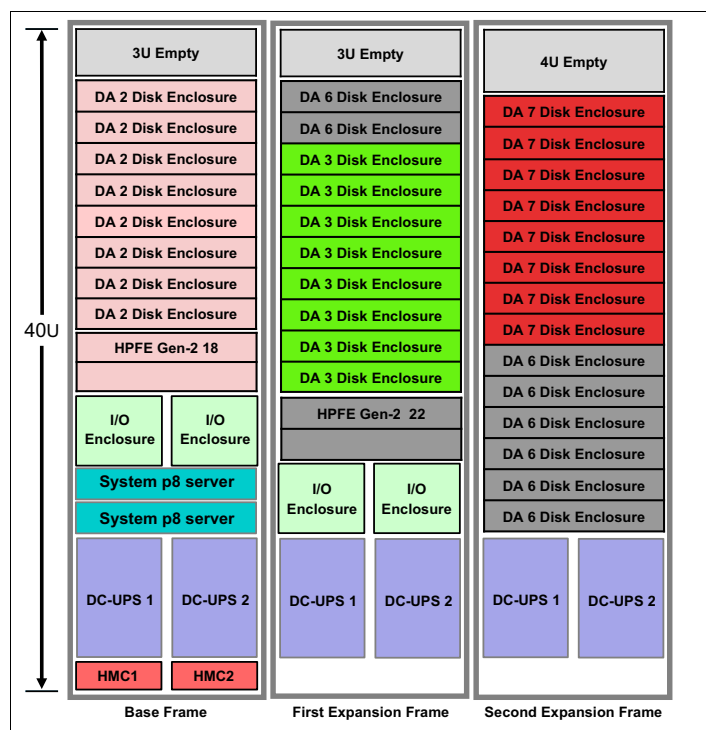 40U
3U Empty
DA 2 Disk Enclosure
DA 2 Disk Enclosure
DA 2 Disk Enclosure
DA 2 Disk Enclosure
DA 2 Disk Enclosure
DA 2 Disk Enclosure
DA 2 Disk Enclosure
DA 2 Disk Enclosure
HPFE Gen-2 18
I/O
Enclosure
I/O
Enclosure
System p8 server
System p8 server
DC-UPS 1
DC-UPS 2
HMC1
HMC2
Base Frame
3U Empty
DA 6 Disk Enclosure
DA 6 Disk Enclosure
DA 3 Disk Enclosure
DA 3 Disk Enclosure
DA 3 Disk Enclosure
DA 3 Disk Enclosure
DA 3 Disk Enclosure
DA 3 Disk Enclosure
DA 3 Disk Enclosure
DA 3 Disk Enclosure
HPFE Gen-2 22
I/O
Enclosure
I/O
Enclosure
DC-UPS 1
DC-UPS 2
First Expansion Frame
4U Empty
DA 7 Disk Enclosure
DA 7 Disk Enclosure
DA 7 Disk Enclosure
DA 7 Disk Enclosure
DA 7 Disk Enclosure
DA 7 Disk Enclosure
DA 7 Disk Enclosure
DA 7 Disk Enclosure
DA 6 Disk Enclosure
DA 6 Disk Enclosure
DA 6 Disk Enclosure
DA 6 Disk Enclosure
DA 6 Disk Enclosure
DA 6 Disk Enclosure
DC-UPS 1
DC-UPS 2
Second Expansion Frame